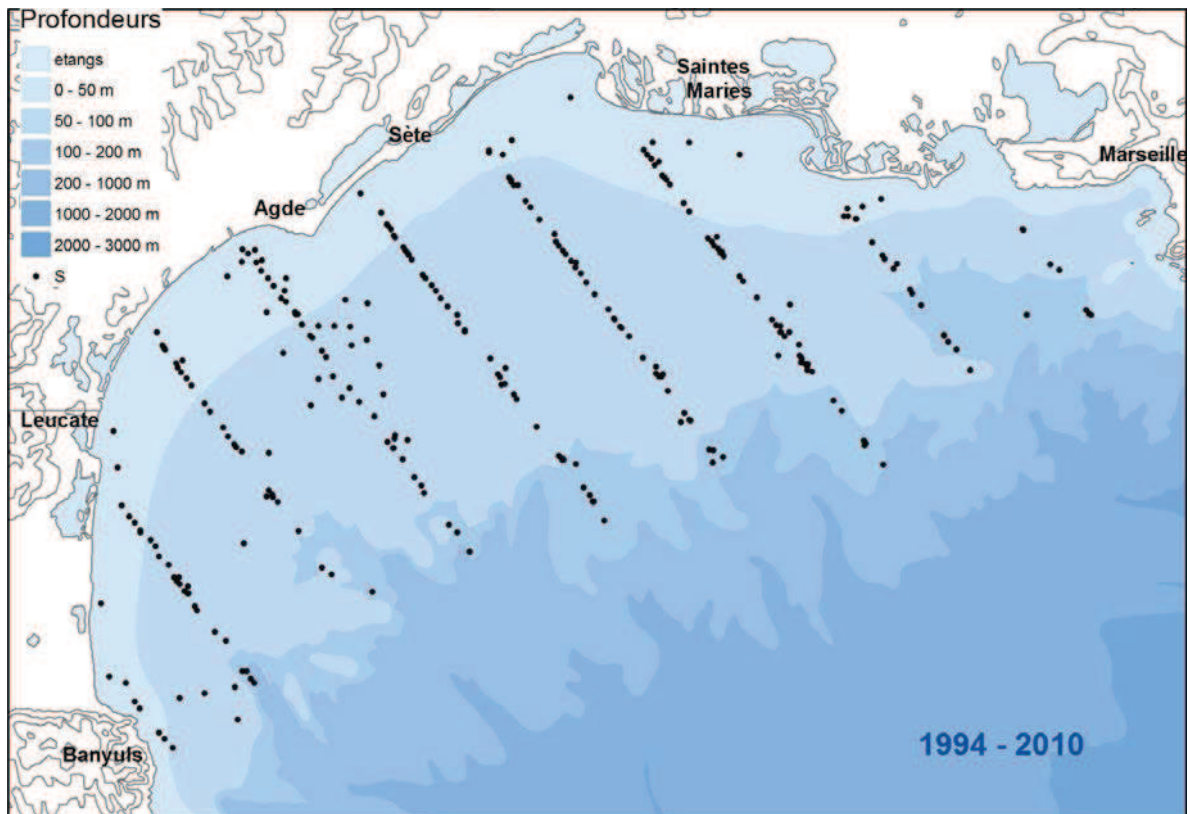 Profondeurs
etangs
0 - 50 m
50 - 100 m
100 - 200 m
200 - 1000 m
1000 - 2000 m
2000 - 3000 m
S
Saintes
Maries
Sète
Marseille
Agde
Leucate
Banyuls
1994 - 2010